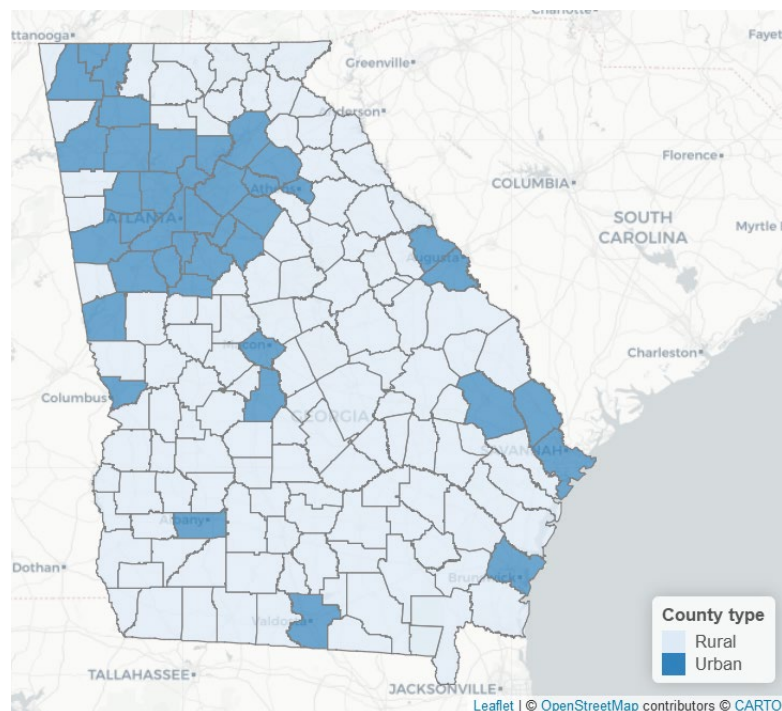 ttanooga
Charlotte
Fayet
Greenville
Anderson
Florence
COLUMBIA
Athens
ATLANTA
SOUTH
CAROLINA
Myrtle
Augusta
Macon
Charleston
Columbus
GEORGIA
SAVANNAH
Albany
Dothan
Brunswick
Valdosta
County type
Rural
Urban
TALLAHASSEE
JACKSONVILLE
Leaflet | © OpenStreetMap contributors © CARTO